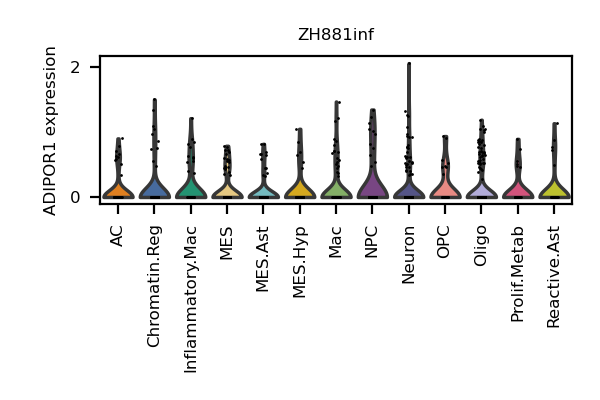 ZH881inf
ADIPOR1 expression
2
0
AC
Chromatin.Reg
Inflammatory.Mac
MES
MES.Ast
MES.Hyp
Mac
NPC
Neuron
OPC
Oligo
Prolif.Metab
Reactive.Ast